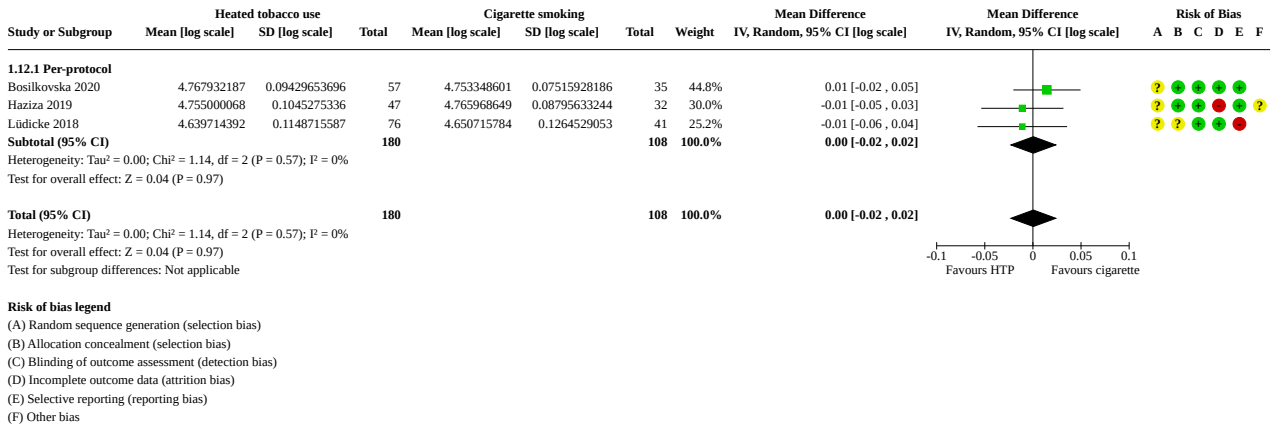 Heated tobacco use Cigarette smoking Mean Difference Mean Difference Risk of Bias
Study or Subgroup Mean [log scale] SD [log scale] Total Mean [log scale] SD [log scale] Total Weight IV, Random, 95% CI [log scale] IV, Random, 95% CI [log scale] A B C D E F
1.12.1 Per-protocol
Bosilkovska 2020 4.767932187 0.09429653696 57 4.753348601 0.07515928186 35 44.8% 0.01 [-0.02 , 0.05] ? + + + +
Haziza 2019 4.755000068 0.1045275336 47 4.765968649 0.08795633244 32 30.0% -0.01 [-0.05 , 0.03] ? + + - + ?
Lüdicke 2018 4.639714392 0.1148715587 76 4.650715784 0.1264529053 41 25.2% -0.01 [-0.06 , 0.04] ? ? + + -
Subtotal (95% CI) 180 108 100.0% 0.00 [-0.02 , 0.02]
Heterogeneity: Tau² = 0.00; Chi² = 1.14, df = 2 (P = 0.57); I² = 0%
Test for overall effect: Z = 0.04 (P = 0.97)
Total (95% CI) 180 108 100.0% 0.00 [-0.02 , 0.02]
Heterogeneity: Tau² = 0.00; Chi² = 1.14, df = 2 (P = 0.57); I² = 0%
Test for overall effect: Z = 0.04 (P = 0.97) -0.1 -0.05 0 0.05 0.1
Test for subgroup differences: Not applicable Favours HTP Favours cigarette
Risk of bias legend
(A) Random sequence generation (selection bias)
(B) Allocation concealment (selection bias)
(C) Blinding of outcome assessment (detection bias)
(D) Incomplete outcome data (attrition bias)
(E) Selective reporting (reporting bias)
(F) Other bias